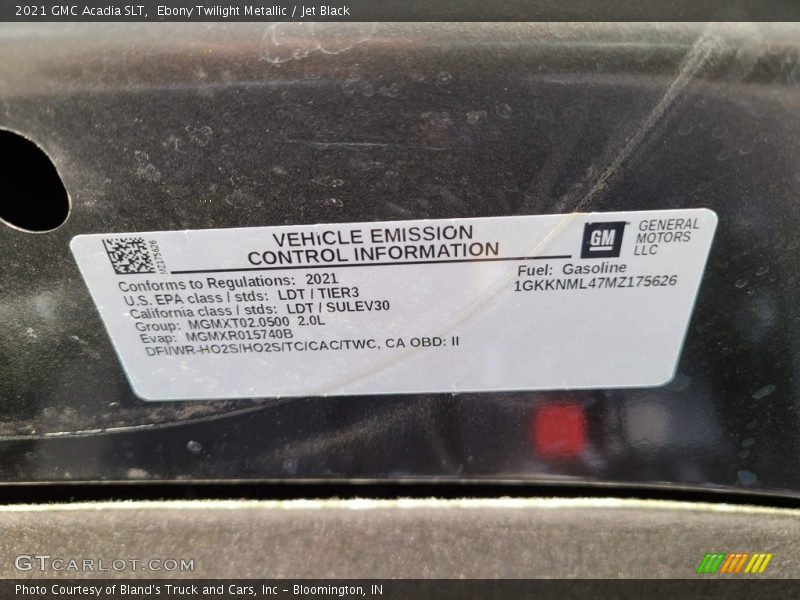 2021 GMC Acadia SLT, Ebony Twilight Metallic / Jet Black
MZ175626
VEHiCLE EMISSION
CONTROL INFORMATION
GM
GENERAL
MOTORS
LLC
Conforms to Regulations: 2021
U.S. EPA class / stds: LDT / TIER3
California class / stds: LDT / SULEV30
Group: MGMXT02.0500 2.0L
Evap: MGMXR015740B
DFI/WR-HO2S/HO2S/TC/CAC/TWC, CA OBD: II
Fuel: Gasoline
1GKKNML47MZ175626
GTCARLOT.COM
Photo Courtesy of Bland's Truck and Cars, Inc – Bloomington, IN